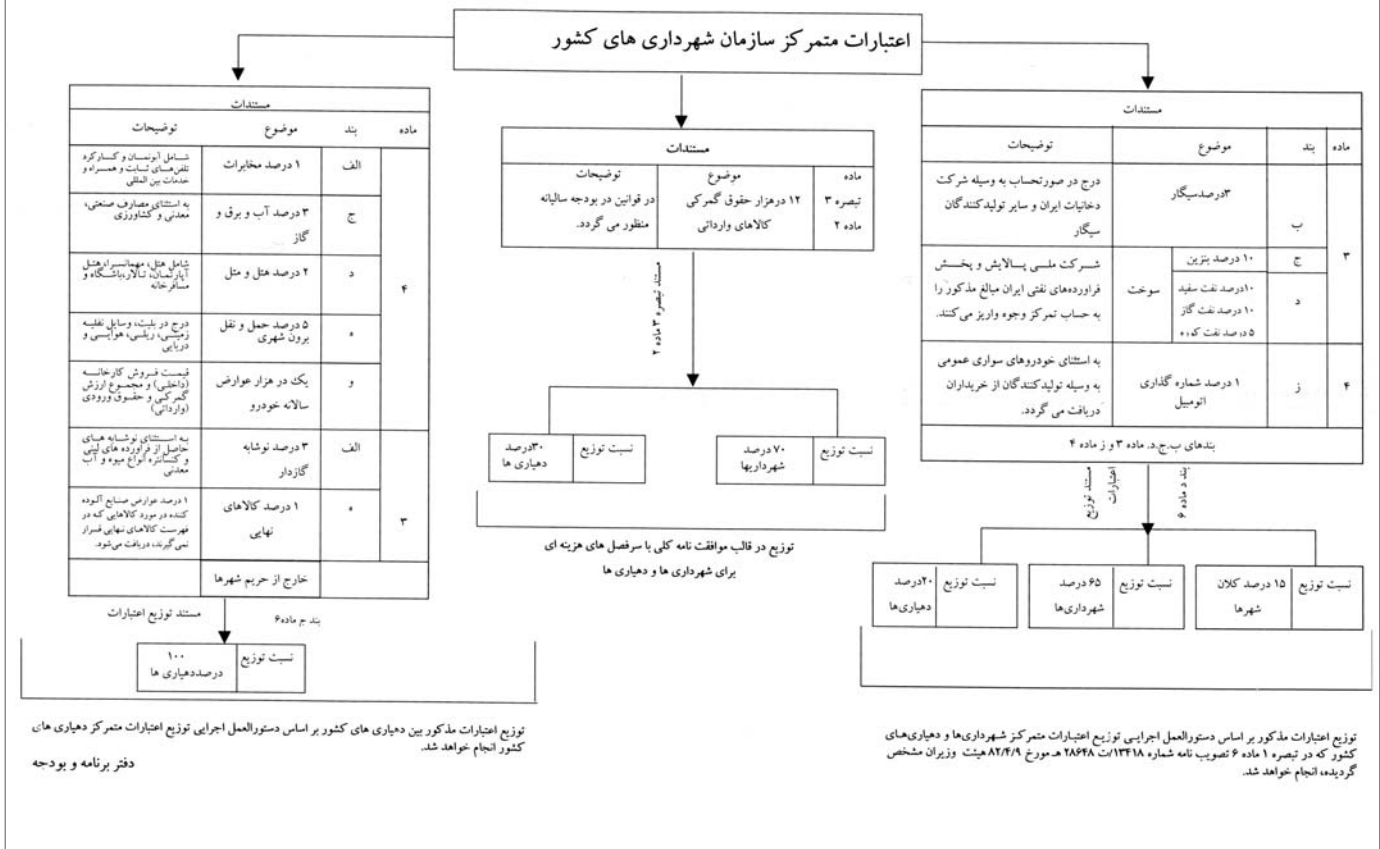 اعتبارات متمرکز سازمان شهرداری های کشور
مستندات
ماده بند موضوع توضیحات
۳ ب ۳درصدسیگار
درج در صورتحساب به وسیله شرکت
دخانیات ایران و سایر تولیدکنندگان
سیگار
ج ۱۰ درصد بنزین
د ۱۰درصد نفت سفید
۱۰ درصد نفت گاز
۵ درصد نفت کوره
سوخت
شرکت ملی پالایش و پخش
فراورده‌های نفتی ایران مبالغ مذکور را
به حساب تمرکز وجوه واریز می‌کنند.
۴ ز ۱ درصد شماره گذاری
اتومبیل
به استثنای خودروهای سواری عمومی
به وسیله تولیدکنندگان از خریداران
دریافت می گردد.
بندهای ب.ج.د. ماده ۳ و ز ماده ۴
بند د ماده ۶
مستند توزیع
اعتبارات
نسبت توزیع
۱۵ درصد کلان
شهرها
نسبت توزیع
۶۵ درصد
شهرداری‌ها
نسبت توزیع
۲۰درصد
دهیاری‌ها
توزیع اعتبارات مذکور بر اساس دستورالعمل اجرایی توزیع اعتبارات متمرکز شهرداری‌ها و دهیاری‌های
کشور که در تبصره ۱ ماده ۶ تصویب نامه شماره ۱۳۴۱۸/ت ۲۸۶۴۸ هـ مورخ ۸۲/۴/۹ هیئت وزیران مشخص
گردیده، انجام خواهد شد.
مستندات
ماده موضوع توضیحات
تبصره ۳ ۱۲ درهزار حقوق گمرکی در قوانین در بودجه سالیانه
ماده ۲ کالاهای وارداتی منظور می گردد.
مستند تبصره ۳ ماده ۲
نسبت توزیع
۷۰ درصد
شهرداریها
نسبت توزیع
۳۰درصد
دهیاری ها
توزیع در قالب موافقت نامه کلی با سرفصل های هزینه ای
برای شهرداری ها و دهیاری ها
مستندات
ماده بند موضوع توضیحات
۴ الف ۱ درصد مخابرات
شامل آبونمان و کارکرد
تلفن‌های ثابت و همراه و
خدمات بین المللی
ج ۳ درصد آب و برق و
گاز
به استثنای مصارف صنعتی،
معدنی و کشاورزی
د ۲ درصد هتل و متل
شامل هتل، مهمانسرا،هتل
آپارتمان، تالار،باشگاه و
مسافرخانه
ه ۵ درصد حمل و نقل
برون شهری
درج در بلیت، وسایل نقلیه
زمینی، ریلی، هوایی و
دریایی
و یک در هزار عوارض
سالانه خودرو
قیمت فروش کارخانه
(داخلی) و مجموع ارزش
گمرکی و حقوق ورودی
(وارداتی)
۳ الف ۳ درصد نوشابه
گازدار
به استثنای نوشابه های
حاصل از فرآورده های لبنی
و کنسانتره انواع میوه و آب
معدنی
ه ۱ درصد کالاهای
نهایی
۱ درصد عوارض صنایع آلوده
کننده در مورد کالاهایی که در
فهرست کالاهای نهایی قرار
نمی‌گیرند، دریافت می‌شود.
خارج از حریم شهرها
بند ج ماده۶
مستند توزیع اعتبارات
نسبت توزیع
۱۰۰
درصددهیاری ها
توزیع اعتبارات مذکور بین دهیاری های کشور بر اساس دستورالعمل اجرایی توزیع اعتبارات متمرکز دهیاری های
کشور انجام خواهد شد.
دفتر برنامه و بودجه